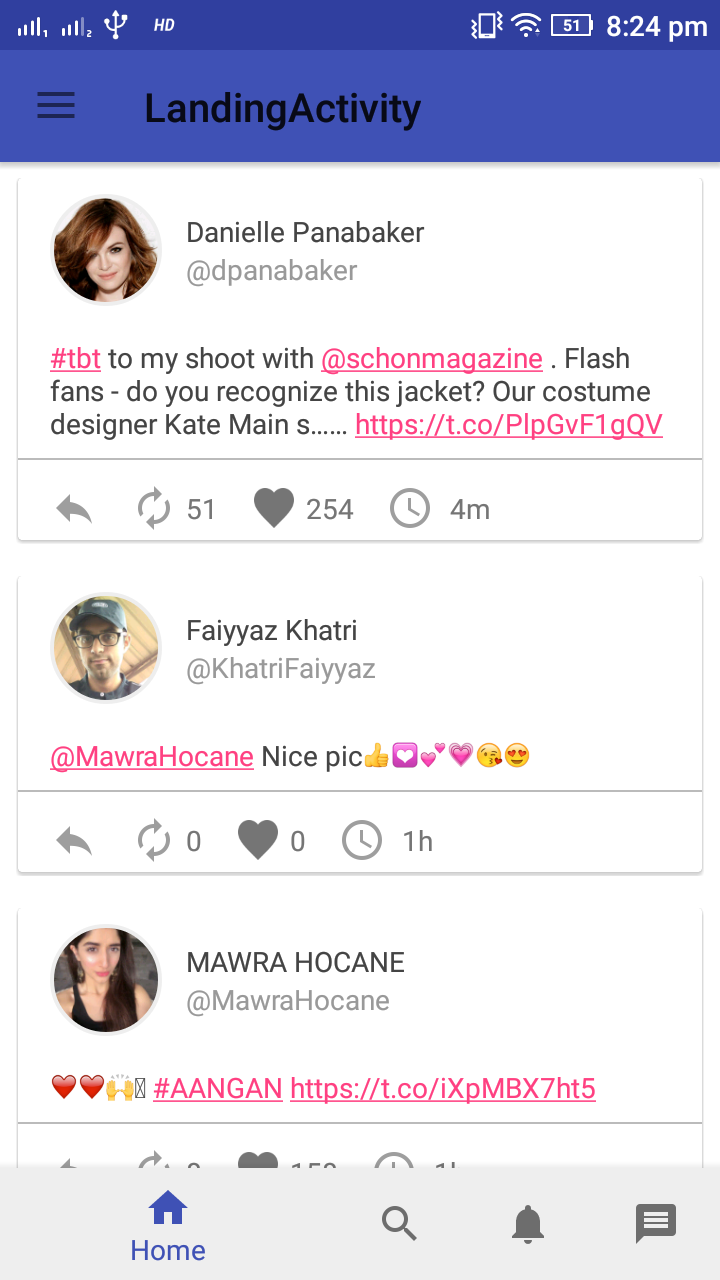 HD 51 8:24 pm
LandingActivity
Danielle Panabaker
@dpanabaker
#tbt to my shoot with @schonmagazine . Flash
fans - do you recognize this jacket? Our costume
designer Kate Main s…… https://t.co/PlpGvF1gQV
51 254 4m
Faiyyaz Khatri
@KhatriFaiyyaz
@MawraHocane Nice pic👍💟💕💗😘😍
0 0 1h
MAWRA HOCANE
@MawraHocane
❤️❤️🙌 #AANGAN https://t.co/iXpMBX7ht5
Home